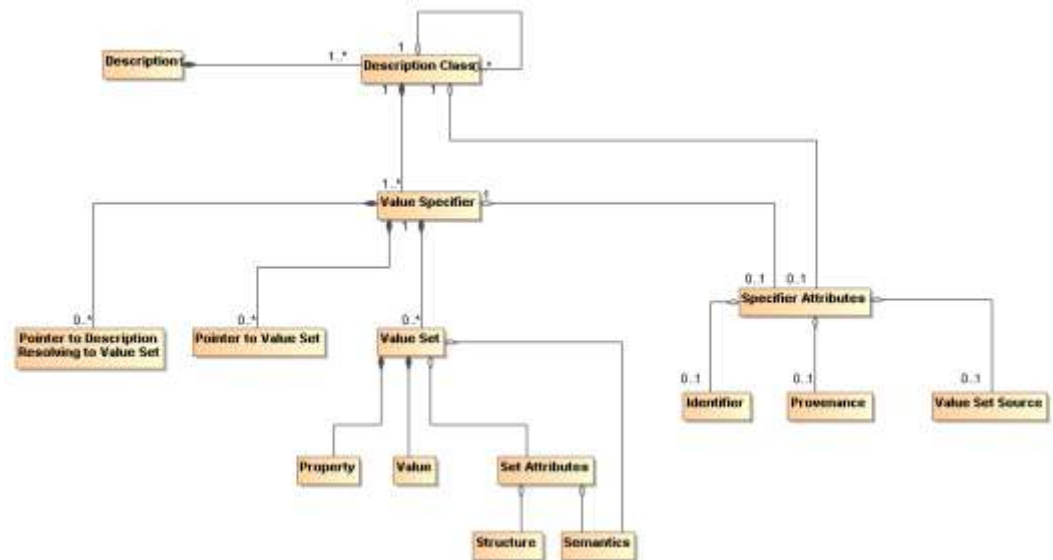 1
Description
1..*
Description Class
1
1
1..*
1
Value Specifier
1
0..1
0..1
Specifier Attributes
0..*
0..*
0..*
Pointer to Description
Resolving to Value Set
Pointer to Value Set
Value Set
0..1
0..1
0..1
Identifier
Provenance
Value Set Source
Property
Value
Set Attributes
Structure
Semantics